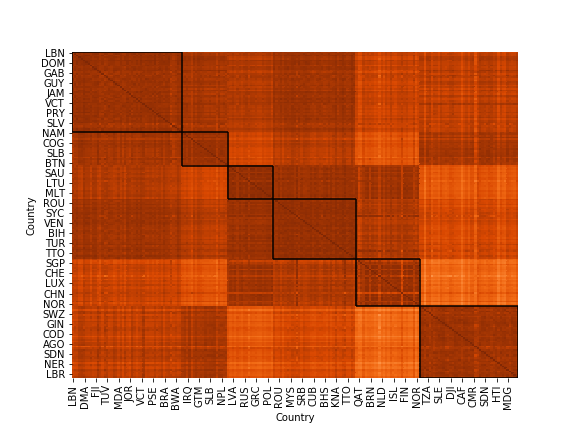 LBN
DOM
GAB
GUY
JAM
VCT
PRY
SLV
NAM
COG
SLB
BTN
SAU
LTU
MLT
ROU
SYC
VEN
BIH
TUR
TTO
SGP
CHE
LUX
CHN
NOR
SWZ
GIN
COD
AGO
SDN
NER
LBR
Country
LBN
DMA
FJI
TUV
MDA
JOR
VCT
PSE
BRA
BWA
IRQ
GTM
SLB
NPL
LVA
RUS
GRC
POL
ROU
MYS
SRB
CUB
BHS
KNA
TTO
QAT
BRN
NLD
ISL
FIN
NOR
TZA
SLE
DJI
CAF
CMR
SDN
HTI
MDG
Country